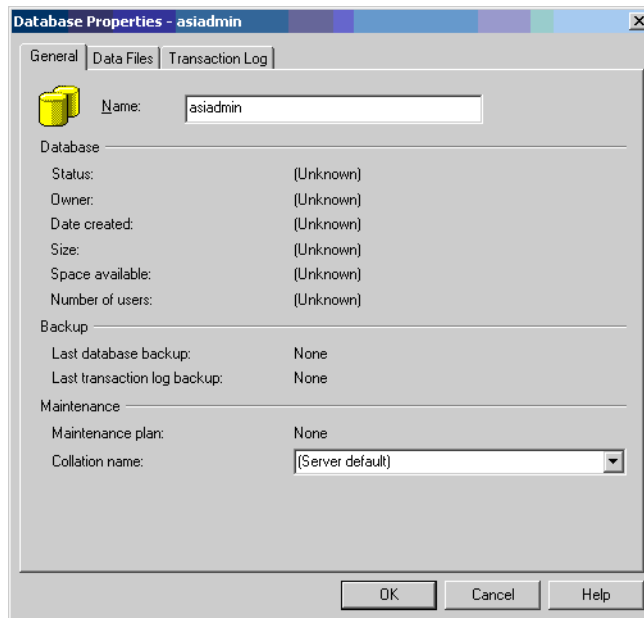 Database Properties - asiadmin
General Data Files Transaction Log
Name: asiadmin
Database
Status: (Unknown)
Owner: (Unknown)
Date created: (Unknown)
Size: (Unknown)
Space available: (Unknown)
Number of users: (Unknown)
Backup
Last database backup: None
Last transaction log backup: None
Maintenance
Maintenance plan: None
Collation name: (Server default)
OK Cancel Help